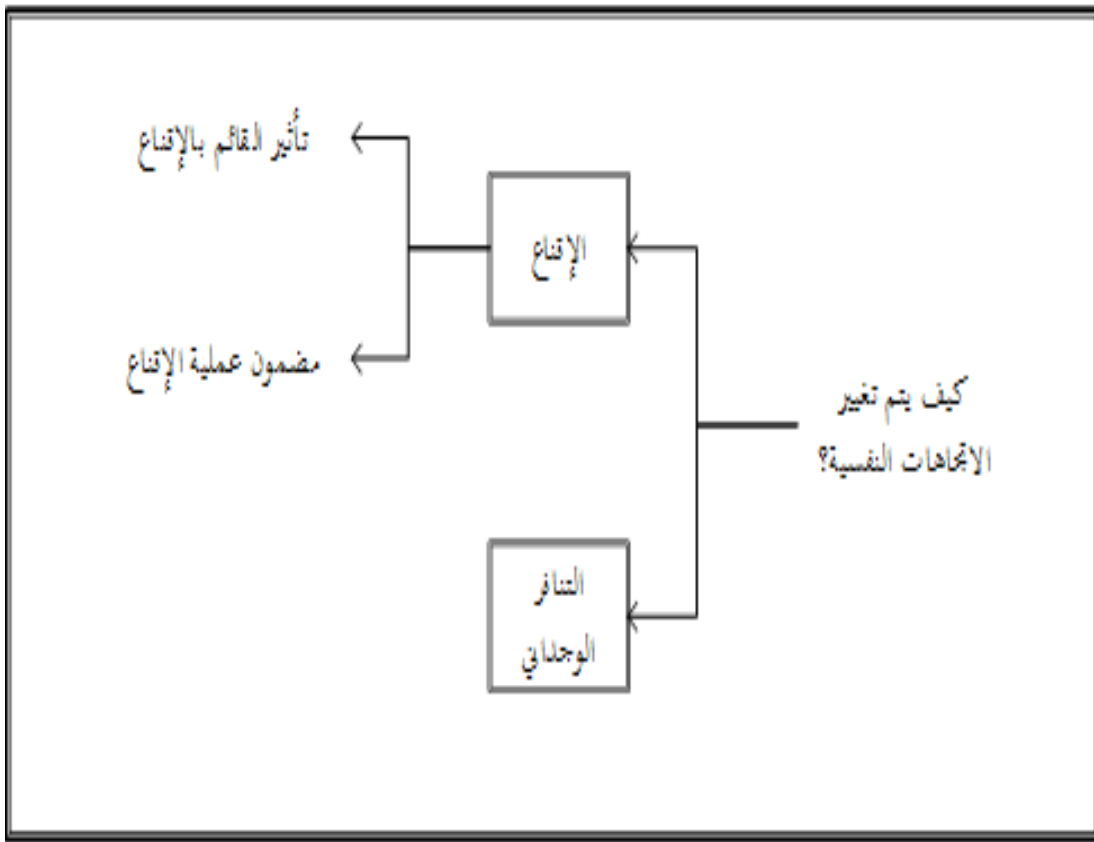 كيف يتم تغيير
الاتجاهات النفسية؟
الإقناع
تأثير القائم بالإقناع
مضمون عملية الإقناع
التنافر
الوجداني